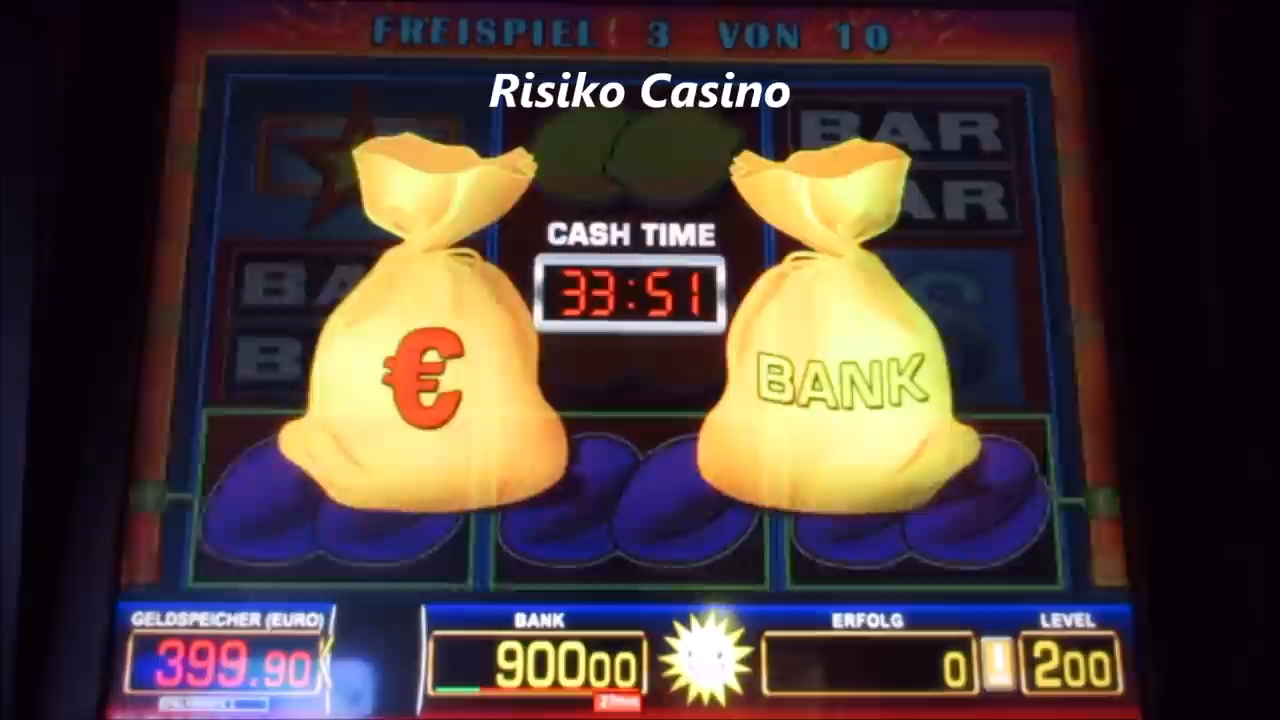 FREISPIEL 3 VON 10
Risiko Casino
BAR
BAR
CASH TIME
33:51
BA
B
€
BANK
GELDSPEICHER (EURO)
399.90
BANK
90000
ERFOLG
0
LEVEL
200